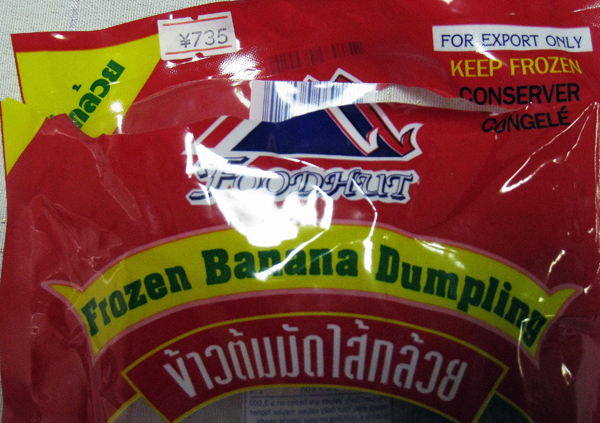 ¥735
FOR EXPORT ONLY
KEEP FROZEN
CONSERVER
CONGELÉ
FOODHUT
Frozen Banana Dumpling
ข้าวต้มมัดไส้กล้วย